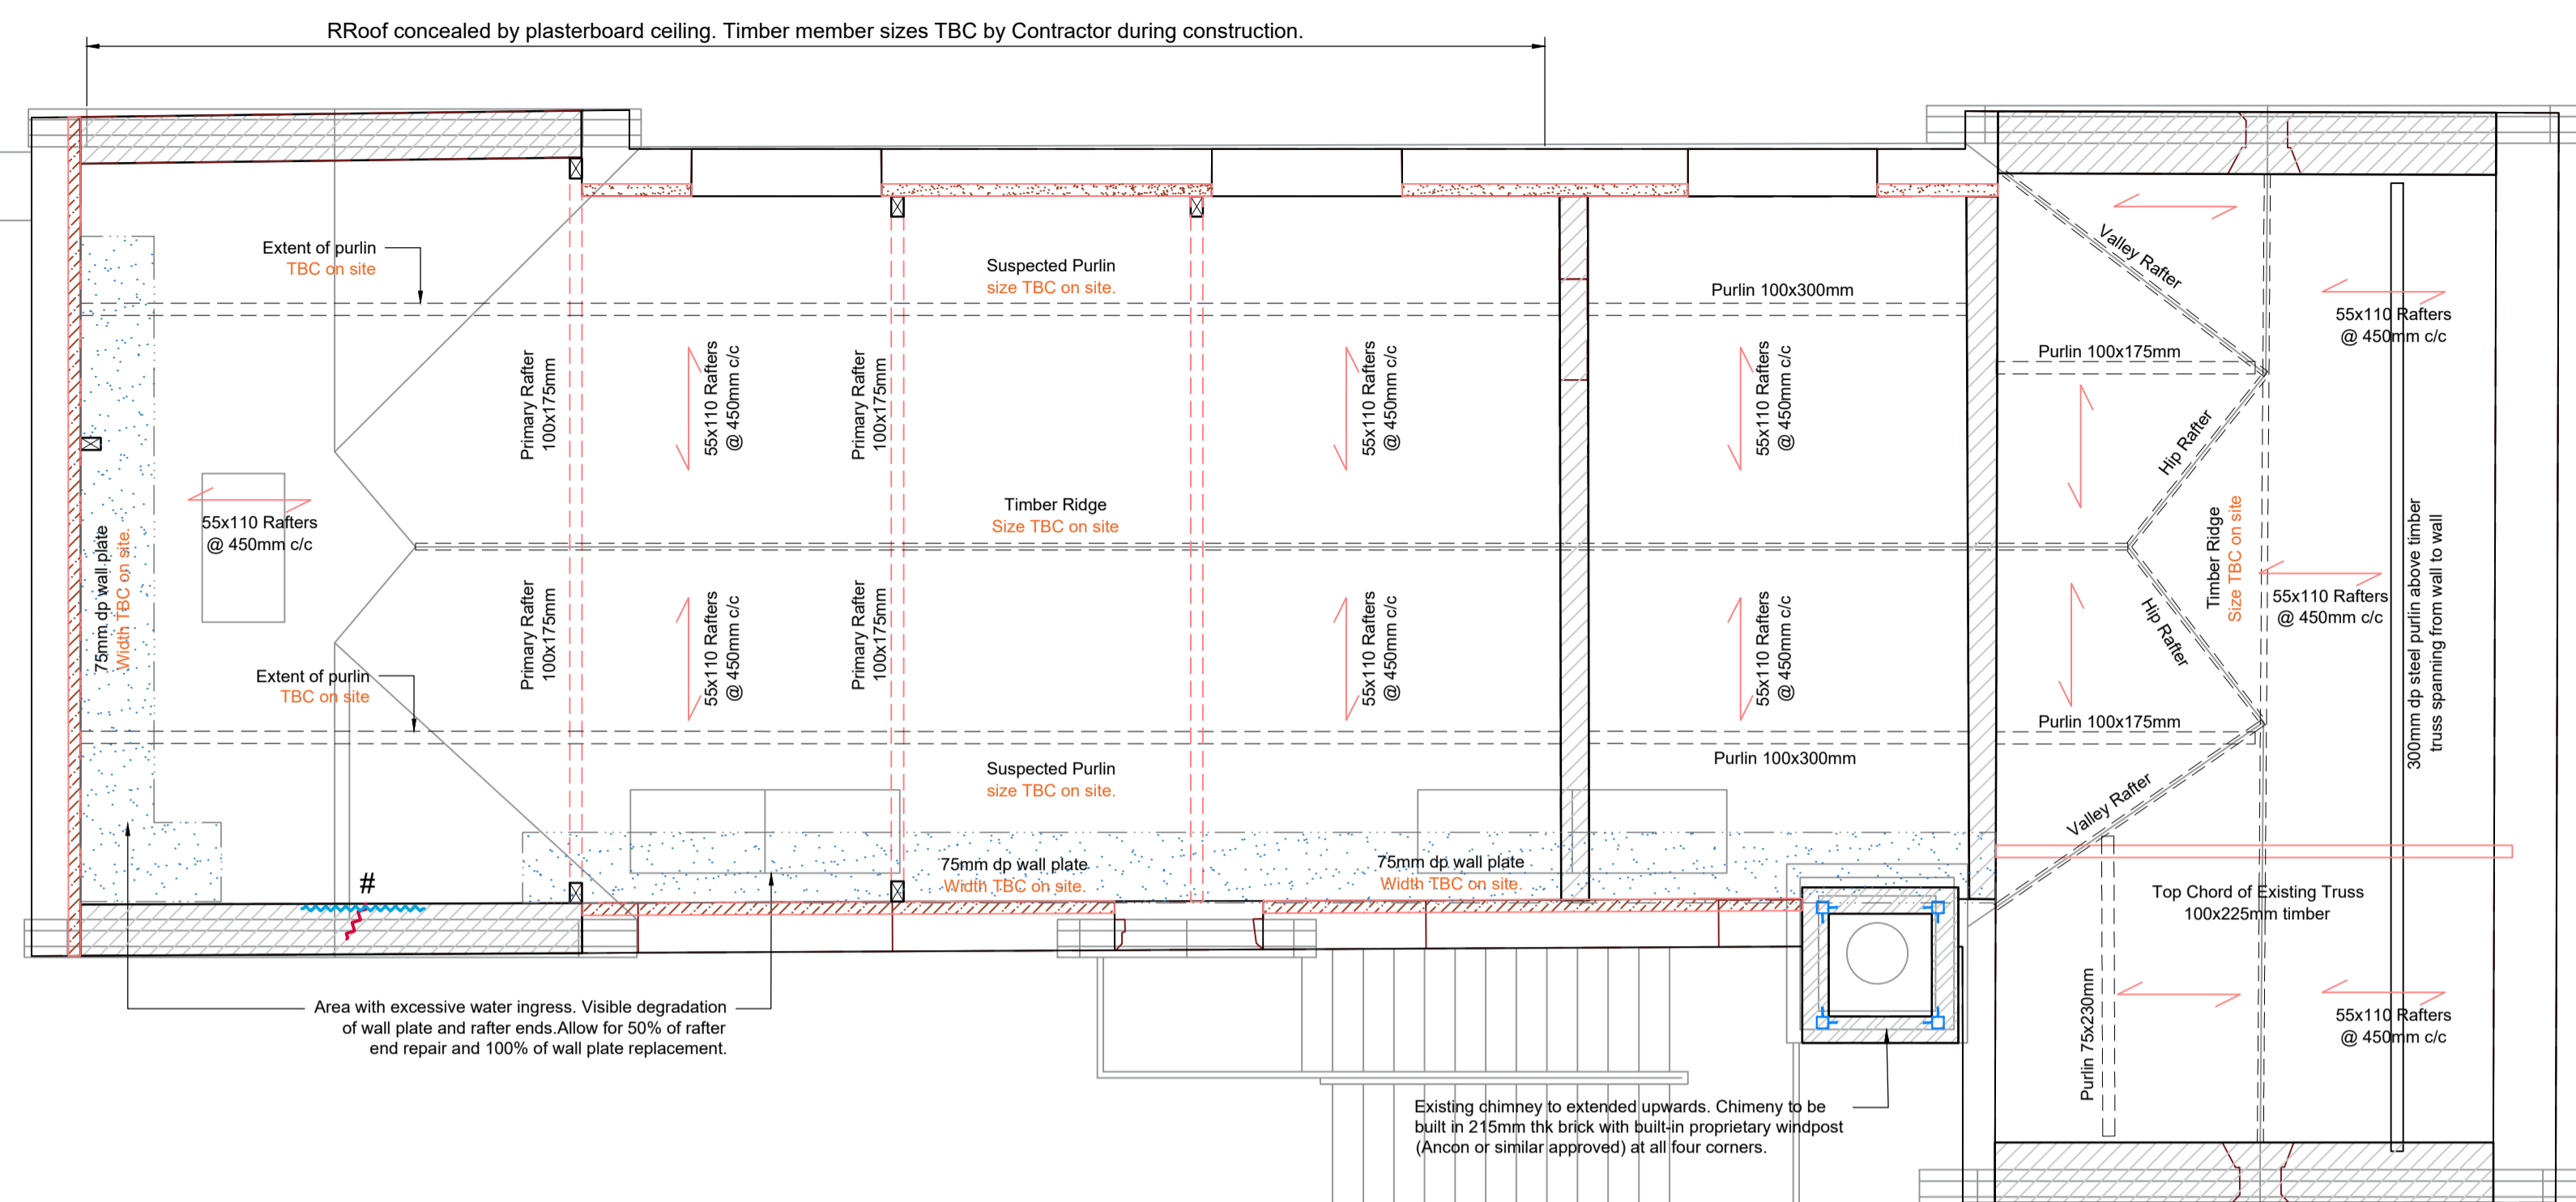 RRoof concealed by plasterboard ceiling. Timber member sizes TBC by Contractor during construction.
Extent of purlin
TBC on site
Suspected Purlin
size TBC on site.
Purlin 100x300mm
Valley Rafter
55x110 Rafters
@ 450mm c/c
Purlin 100x175mm
Primary Rafter
100x175mm
55x110 Rafters
@ 450mm c/c
Primary Rafter
100x175mm
55x110 Rafters
@ 450mm c/c
55x110 Rafters
@ 450mm c/c
Hip Rafter
55x110 Rafters
@ 450mm c/c
75mm dp wall plate
Width TBC on site.
Timber Ridge
Size TBC on site
Timber Ridge
Size TBC on site
55x110 Rafters
@ 450mm c/c
300mm dp steel purlin above timber
truss spanning from wall to wall
Primary Rafter
100x175mm
55x110 Rafters
@ 450mm c/c
Primary Rafter
100x175mm
55x110 Rafters
@ 450mm c/c
55x110 Rafters
@ 450mm c/c
Hip Rafter
Extent of purlin
TBC on site
Purlin 100x175mm
Purlin 100x300mm
Suspected Purlin
size TBC on site.
Valley Rafter
75mm dp wall plate
Width TBC on site.
75mm dp wall plate
Width TBC on site.
#
Top Chord of Existing Truss
100x225mm timber
Purlin 75x230mm
55x110 Rafters
@ 450mm c/c
Area with excessive water ingress. Visible degradation
of wall plate and rafter ends.Allow for 50% of rafter
end repair and 100% of wall plate replacement.
Existing chimney to extended upwards. Chimeny to be
built in 215mm thk brick with built-in proprietary windpost
(Ancon or similar approved) at all four corners.